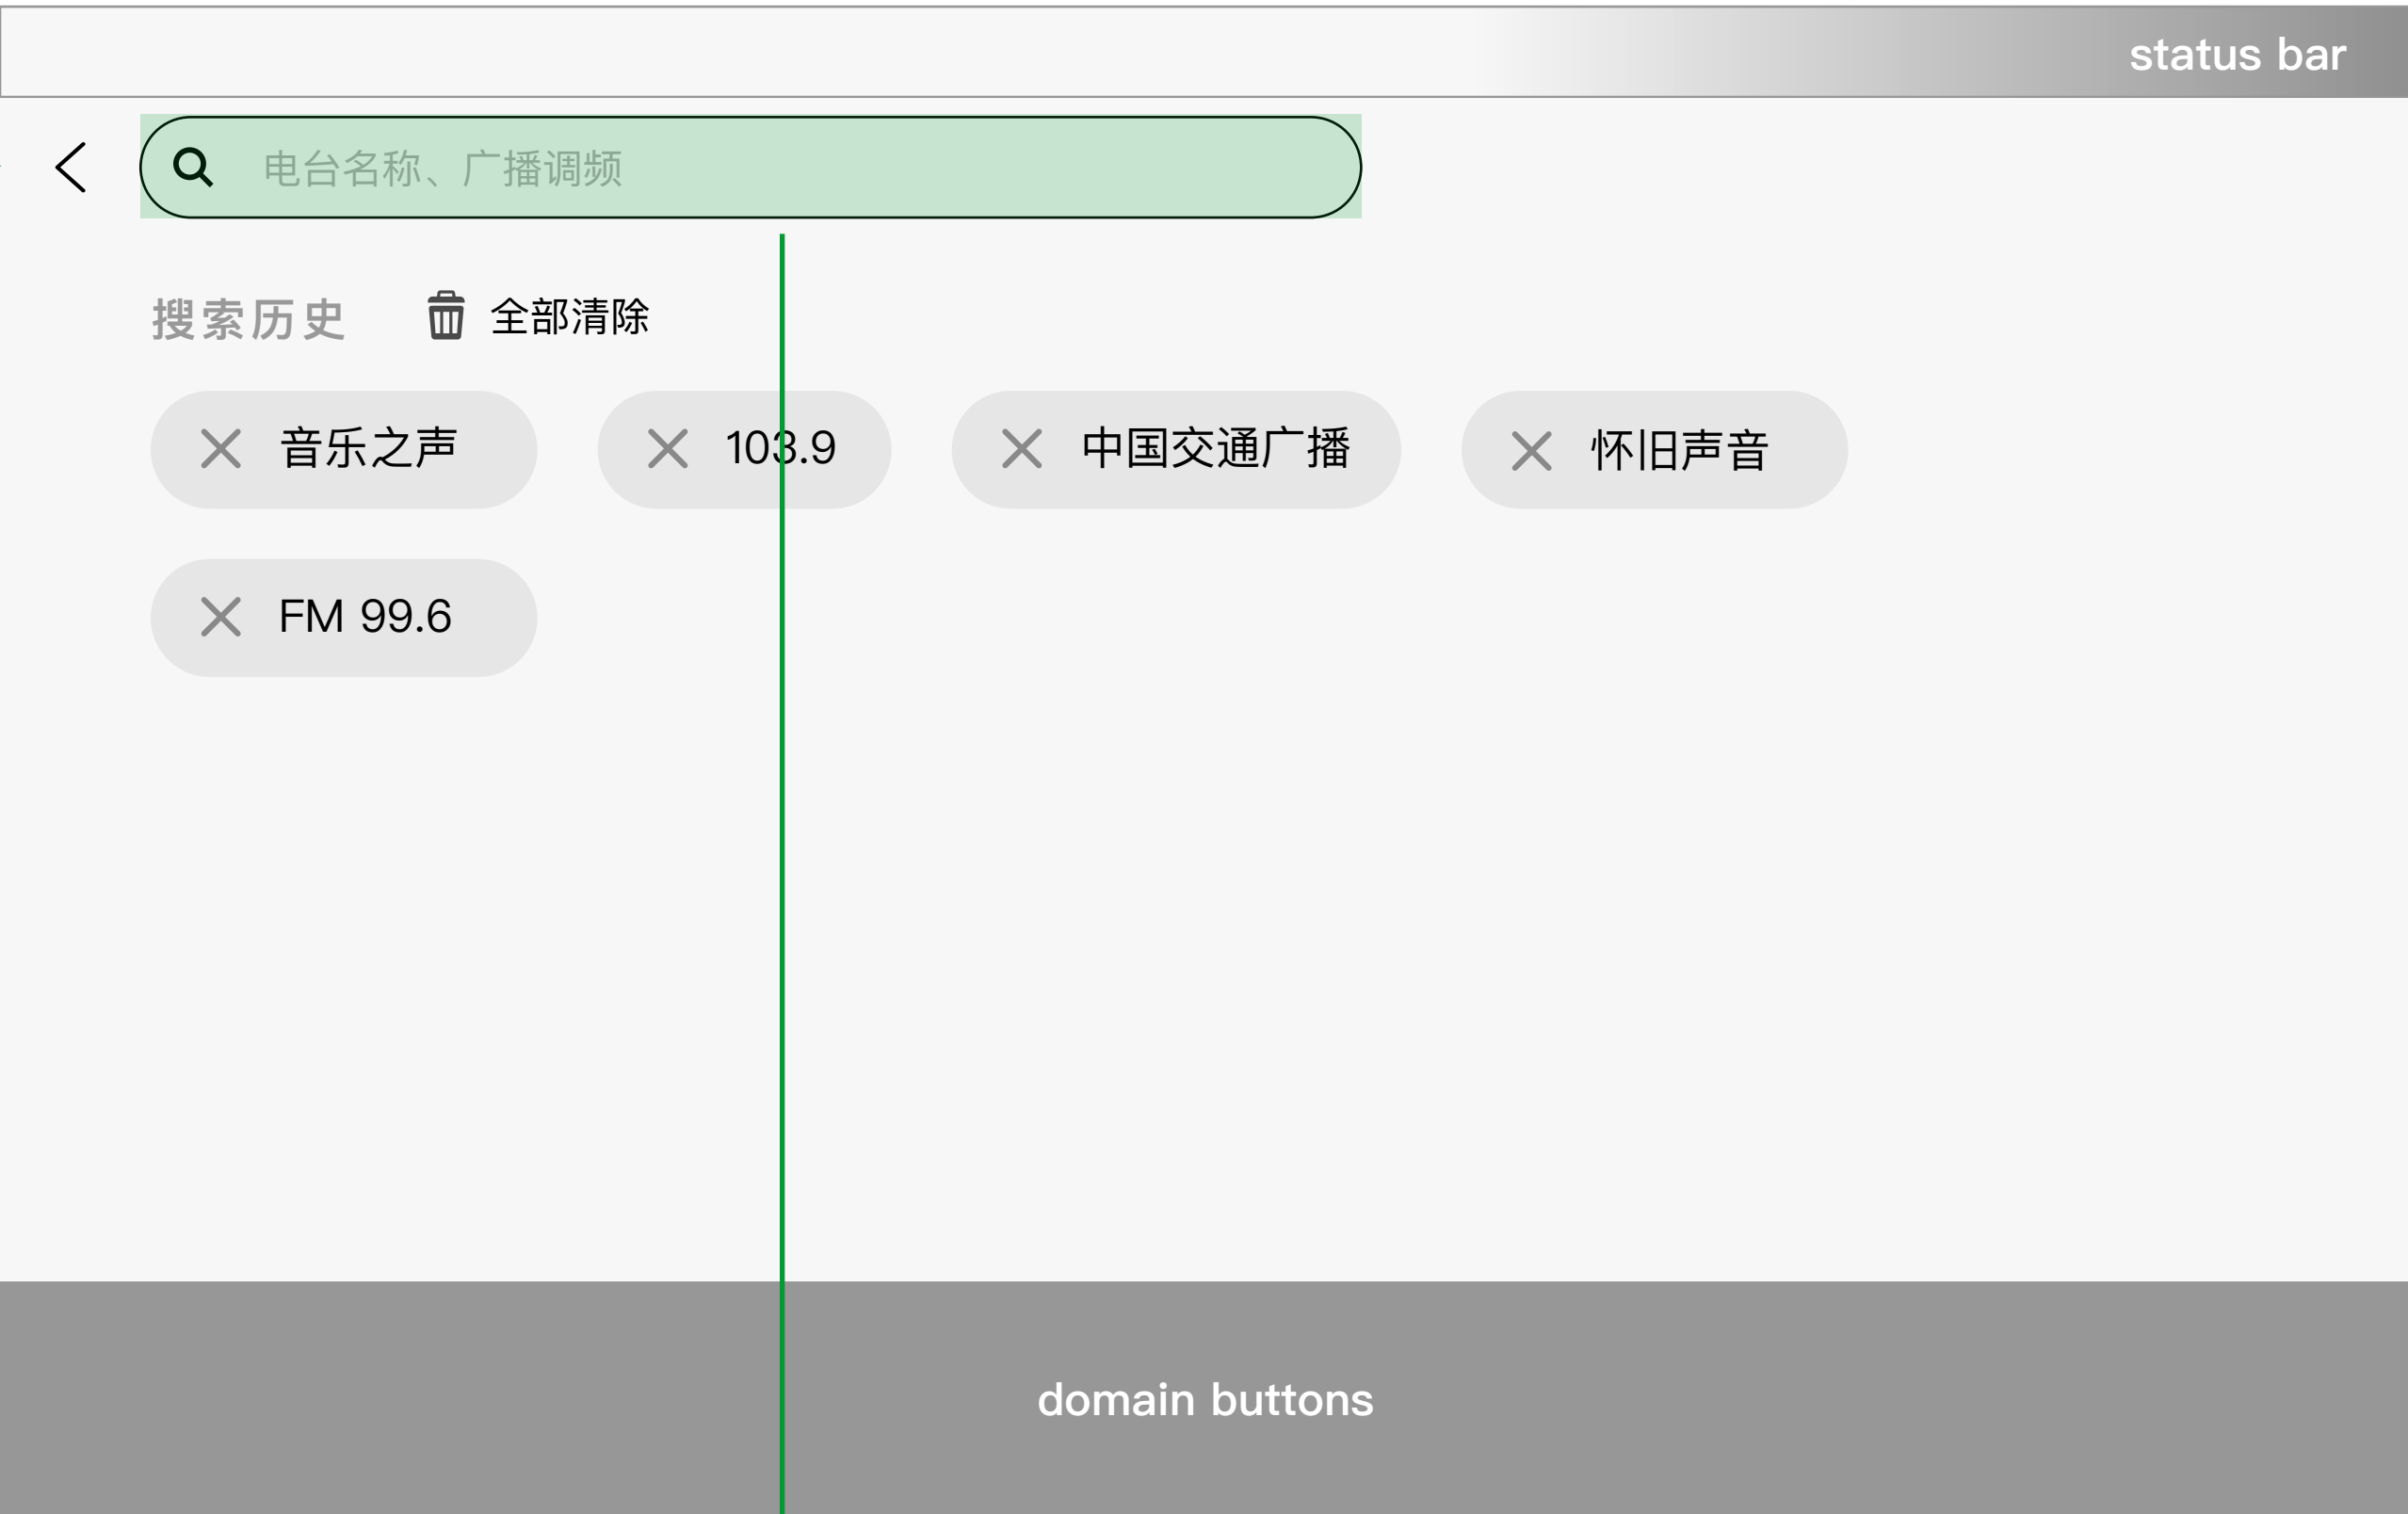 status bar
电台名称、广播调频
搜索历史 全部清除
音乐之声 103.9 中国交通广播 怀旧声音
FM 99.6
domain buttons